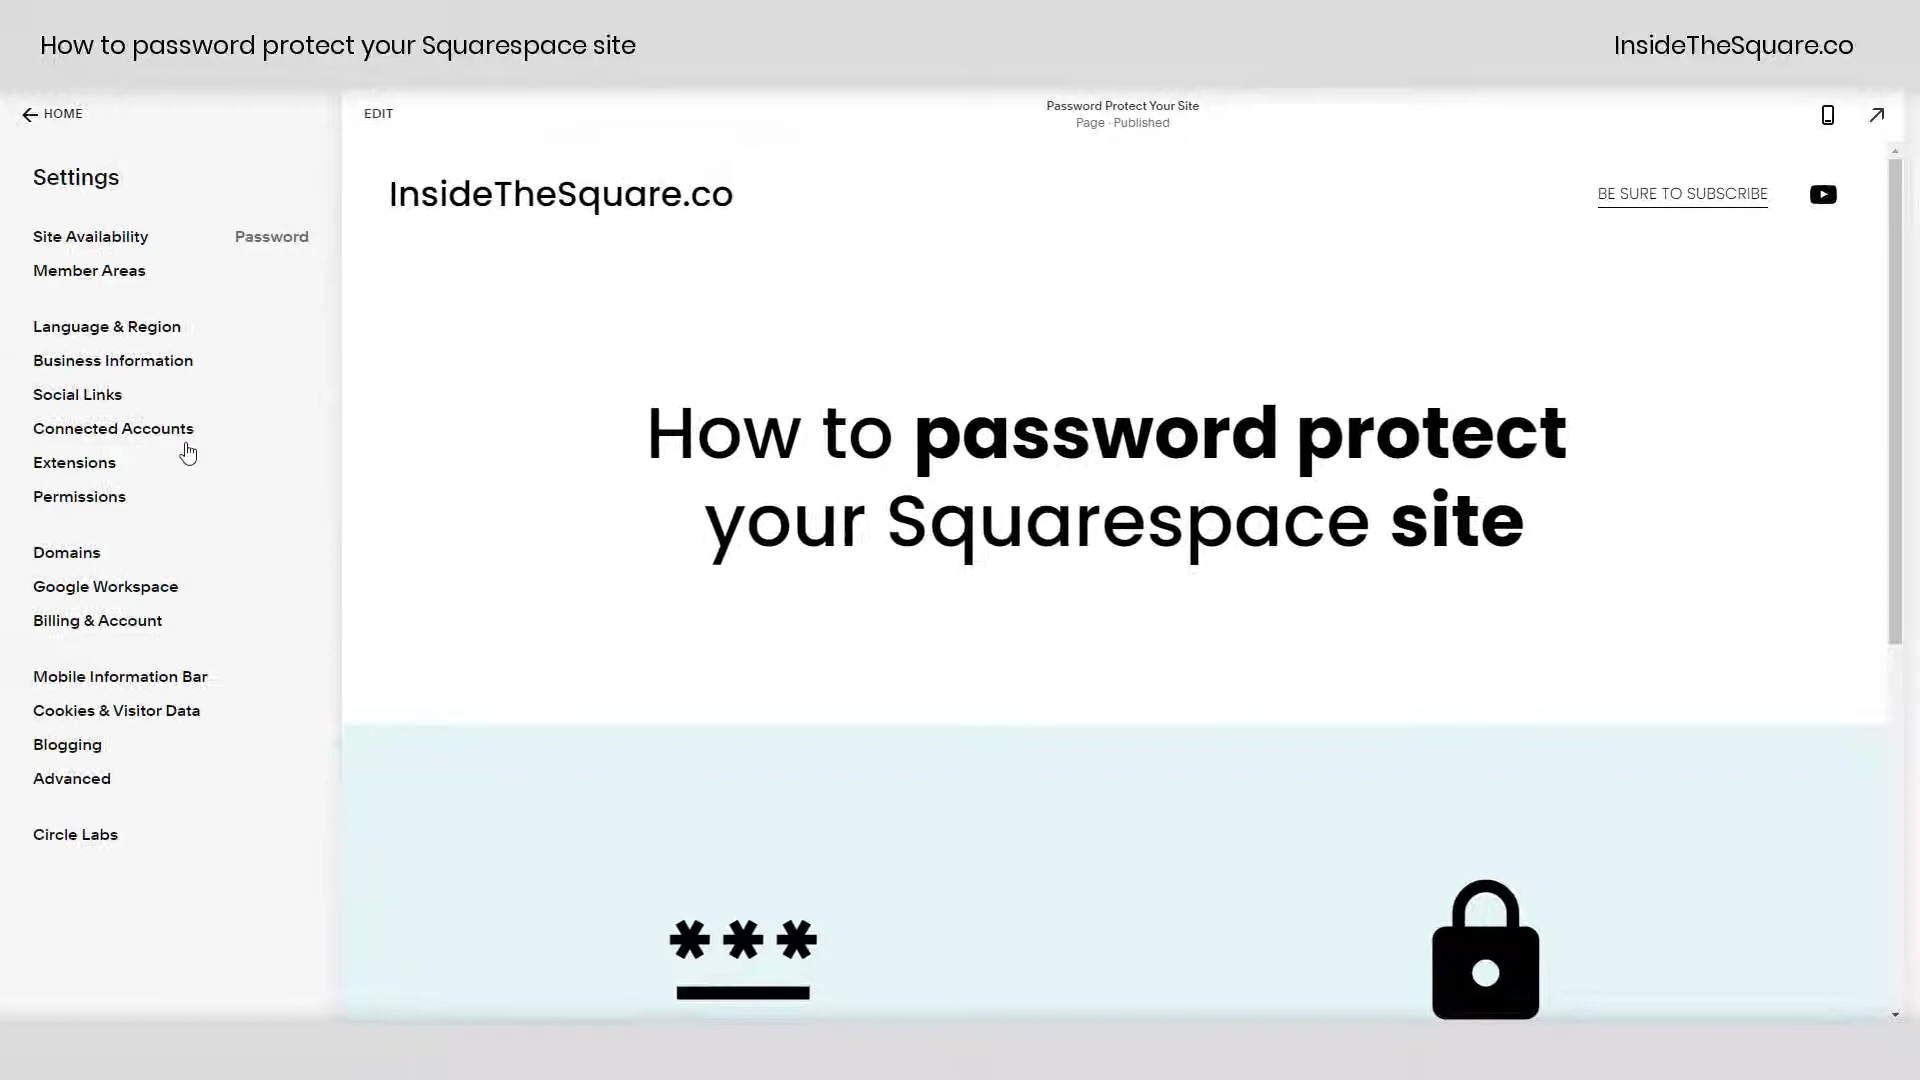 How to password protect your Squarespace site
InsideTheSquare.co
HOME
EDIT
Password Protect Your Site
Page · Published
Settings
InsideTheSquare.co
BE SURE TO SUBSCRIBE
Site Availability Password
Member Areas
Language & Region
Business Information
Social Links
Connected Accounts
Extensions
Permissions
Domains
Google Workspace
Billing & Account
Mobile Information Bar
Cookies & Visitor Data
Blogging
Advanced
Circle Labs
How to password protect
your Squarespace site
***